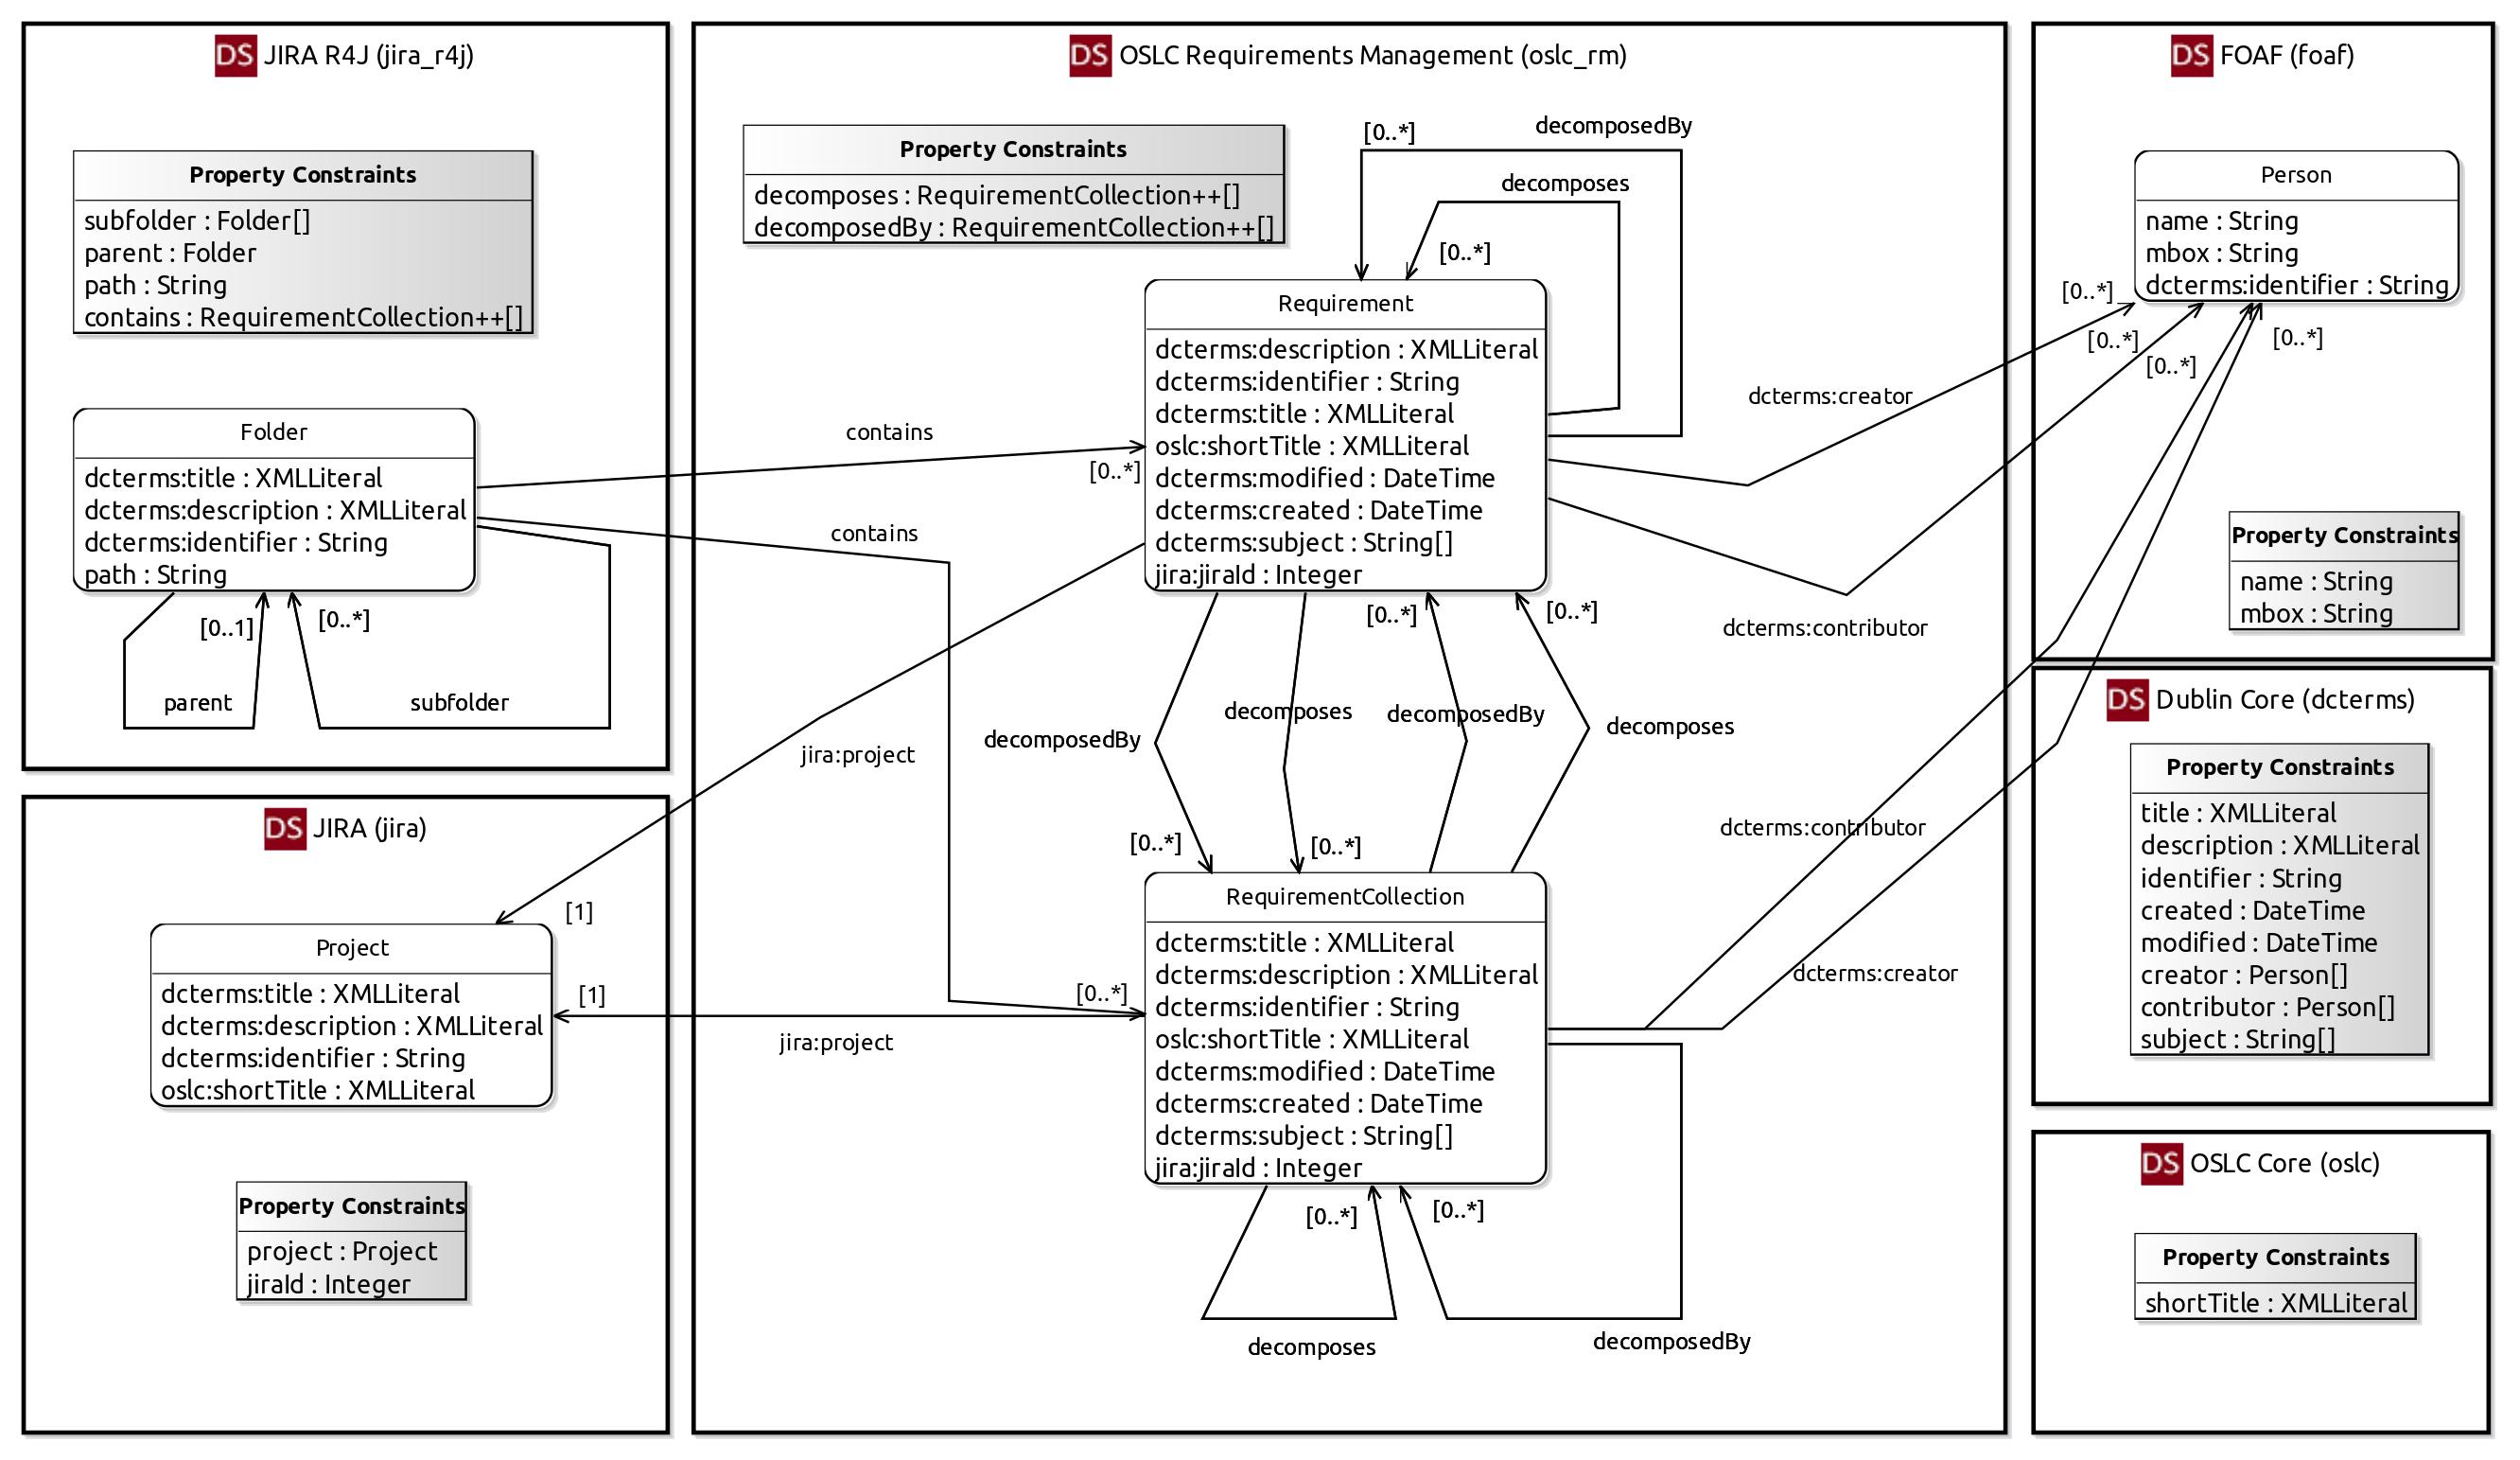 DS JIRA R4J (jira_r4j)
Property Constraints
subfolder : Folder[]
parent : Folder
path : String
contains : RequirementCollection++[]
Folder
dcterms:title : XMLLiteral
dcterms:description : XMLLiteral
dcterms:identifier : String
path : String
[0..1]
[0..*]
parent
subfolder
DS JIRA (jira)
[1]
Project
dcterms:title : XMLLiteral
dcterms:description : XMLLiteral
dcterms:identifier : String
oslc:shortTitle : XMLLiteral
[1]
Property Constraints
project : Project
jiraId : Integer
DS OSLC Requirements Management (oslc_rm)
Property Constraints
decomposes : RequirementCollection++[]
decomposedBy : RequirementCollection++[]
[0..*]
decomposedBy
decomposes
[0..*]
Requirement
dcterms:description : XMLLiteral
dcterms:identifier : String
dcterms:title : XMLLiteral
oslc:shortTitle : XMLLiteral
dcterms:modified : DateTime
dcterms:created : DateTime
dcterms:subject : String[]
jira:jiraId : Integer
contains
[0..*]
contains
dcterms:creator
dcterms:contributor
[0..*]
[0..*]
decomposedBy
decomposes
decomposedBy
decomposes
jira:project
[0..*]
[0..*]
dcterms:contributor
RequirementCollection
dcterms:title : XMLLiteral
dcterms:description : XMLLiteral
dcterms:identifier : String
oslc:shortTitle : XMLLiteral
dcterms:modified : DateTime
dcterms:created : DateTime
dcterms:subject : String[]
jira:jiraId : Integer
[0..*]
jira:project
dcterms:creator
[0..*]
[0..*]
decomposes
decomposedBy
DS FOAF (foaf)
Person
name : String
mbox : String
dcterms:identifier : String
[0..*]
[0..*]
[0..*]
[0..*]
Property Constraints
name : String
mbox : String
DS Dublin Core (dcterms)
Property Constraints
title : XMLLiteral
description : XMLLiteral
identifier : String
created : DateTime
modified : DateTime
creator : Person[]
contributor : Person[]
subject : String[]
DS OSLC Core (oslc)
Property Constraints
shortTitle : XMLLiteral